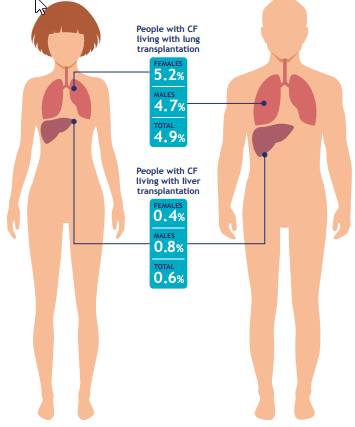 People with CF
living with lung
transplantation
FEMALES
5.2%
MALES
4.7%
TOTAL
4.9%
People with CF
living with liver
transplantation
FEMALES
0.4%
MALES
0.8%
TOTAL
0.6%